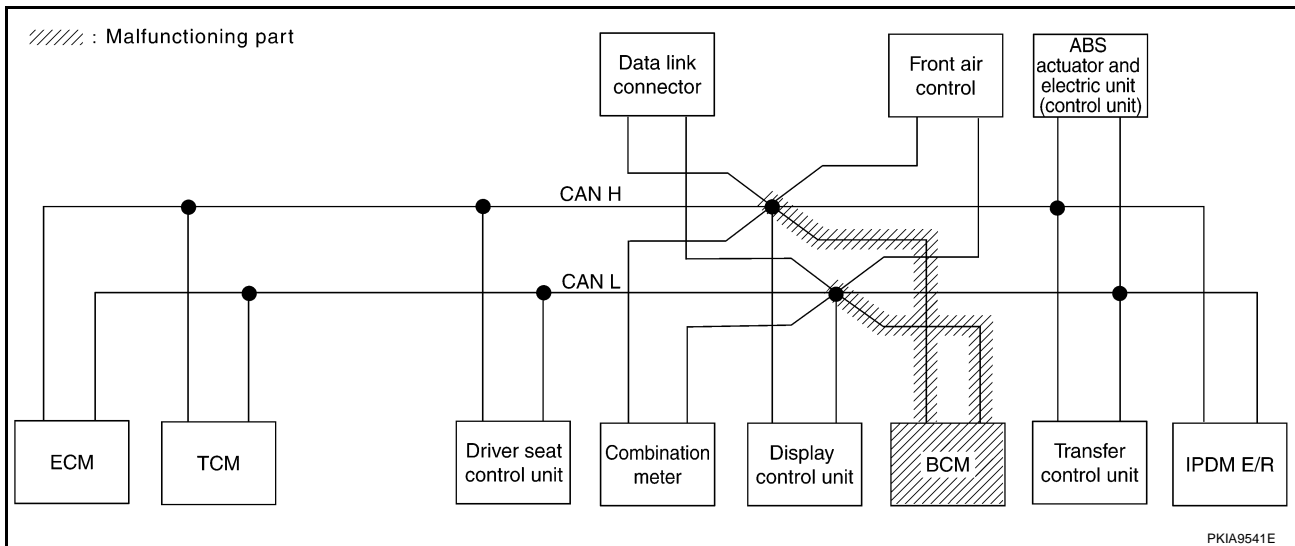 : Malfunctioning part
Data link
connector
Front air
control
ABS
actuator and
electric unit
(control unit)
CAN H
CAN L
ECM
TCM
Driver seat
control unit
Combination
meter
Display
control unit
BCM
Transfer
control unit
IPDM E/R
PKIA9541E